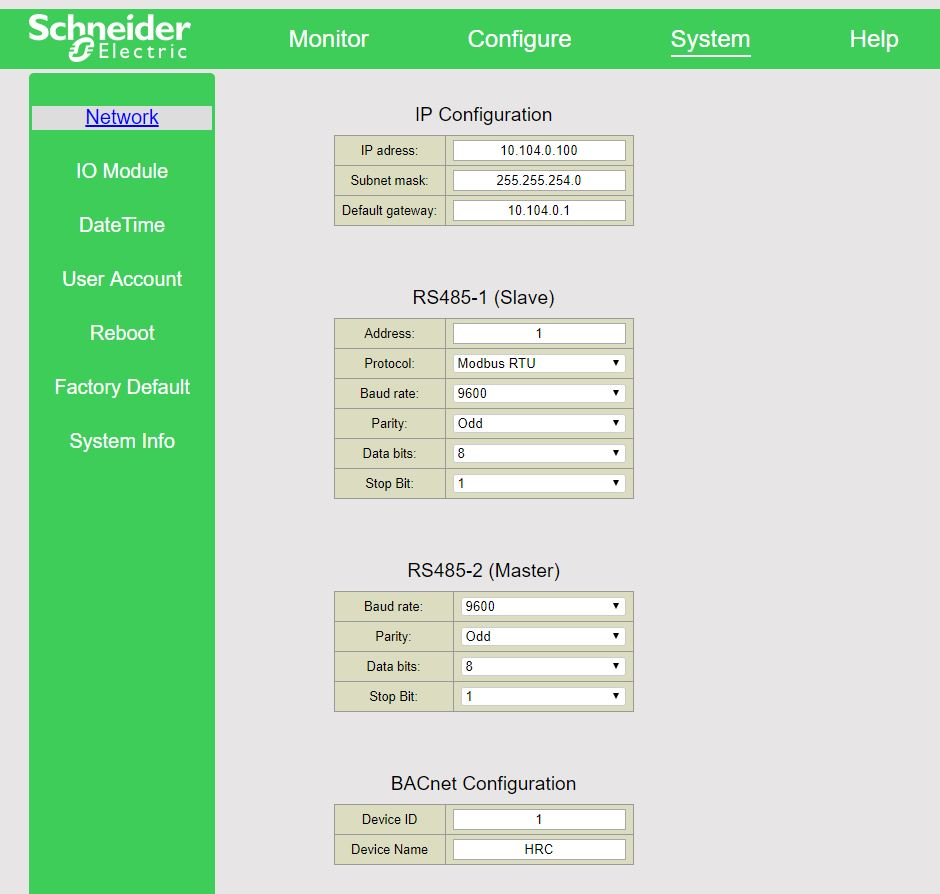 Schneider
Electric
Monitor Configure System Help
Network
IO Module
DateTime
User Account
Reboot
Factory Default
System Info
IP Configuration
IP adress: 10.104.0.100
Subnet mask: 255.255.254.0
Default gateway: 10.104.0.1
RS485-1 (Slave)
Address: 1
Protocol: Modbus RTU
Baud rate: 9600
Parity: Odd
Data bits: 8
Stop Bit: 1
RS485-2 (Master)
Baud rate: 9600
Parity: Odd
Data bits: 8
Stop Bit: 1
BACnet Configuration
Device ID 1
Device Name HRC